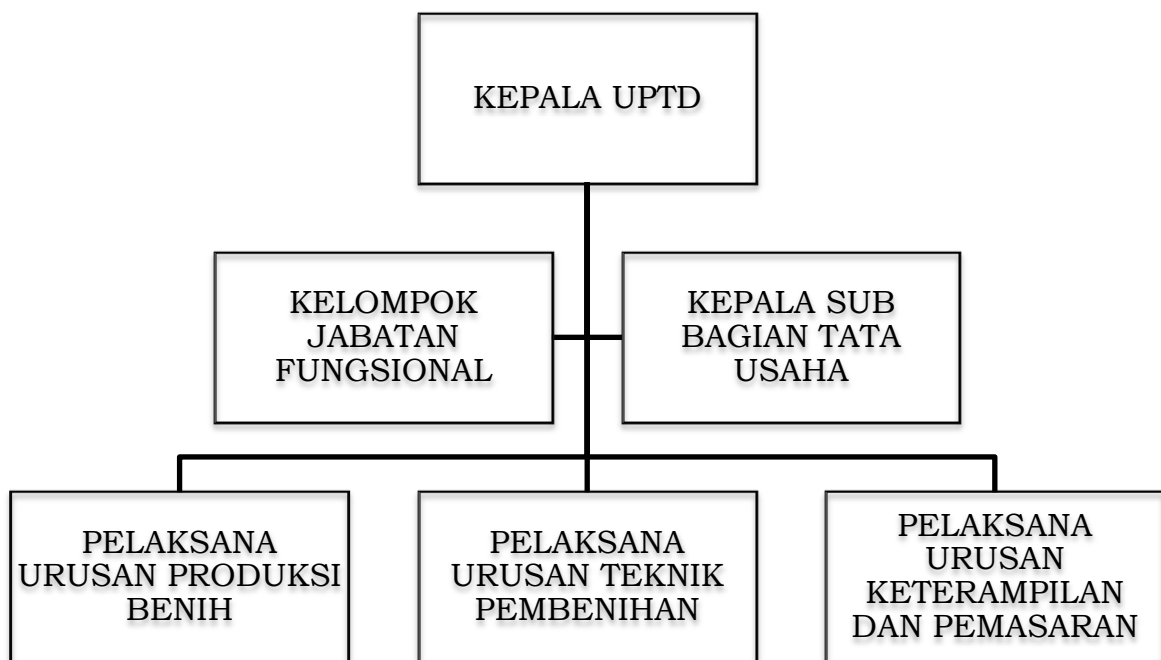 KEPALA UPTD
KELOMPOK
JABATAN
FUNGSIONAL
KEPALA SUB
BAGIAN TATA
USAHA
PELAKSANA
URUSAN PRODUKSI
BENIH
PELAKSANA
URUSAN TEKNIK
PEMBENIHAN
PELAKSANA
URUSAN
KETERAMPILAN
DAN PEMASARAN